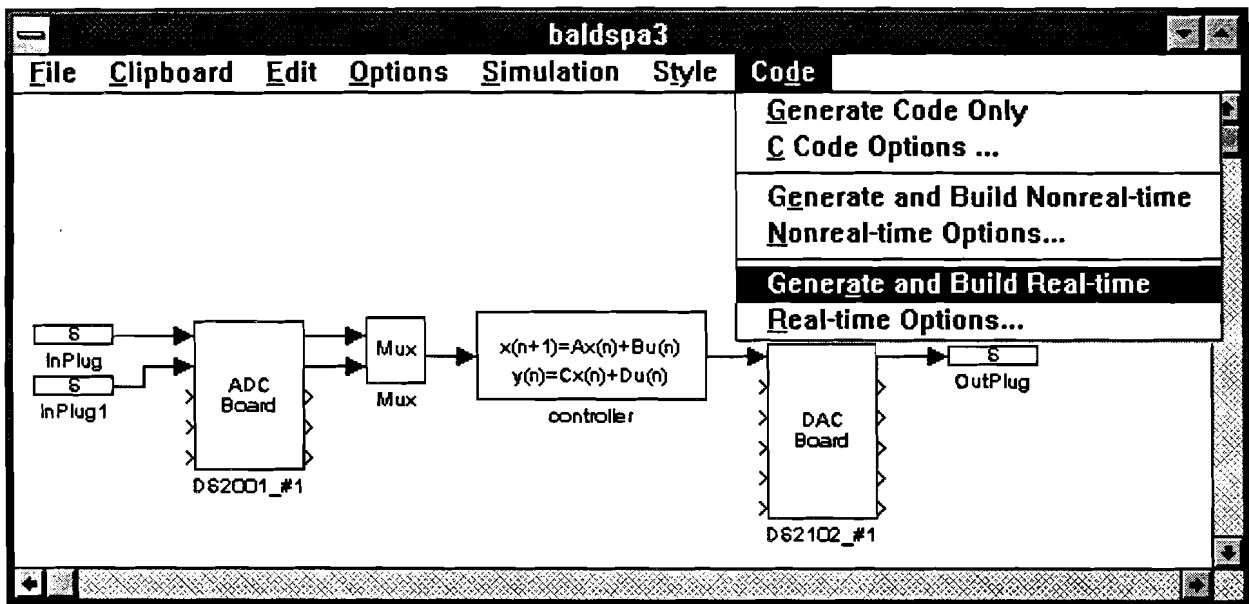 baldspa3
File Clipboard Edit Options Simulation Style Code
Generate Code Only
C Code Options ...
Generate and Build Nonreal-time
Nonreal-time Options...
Generate and Build Real-time
Real-time Options...
S
InPlug
S
InPlug1
ADC
Board
DS2001_#1
Mux
Mux
x(n+1)=Ax(n)+Bu(n)
y(n)=Cx(n)+Du(n)
controller
DAC
Board
DS2102_#1
S
OutPlug